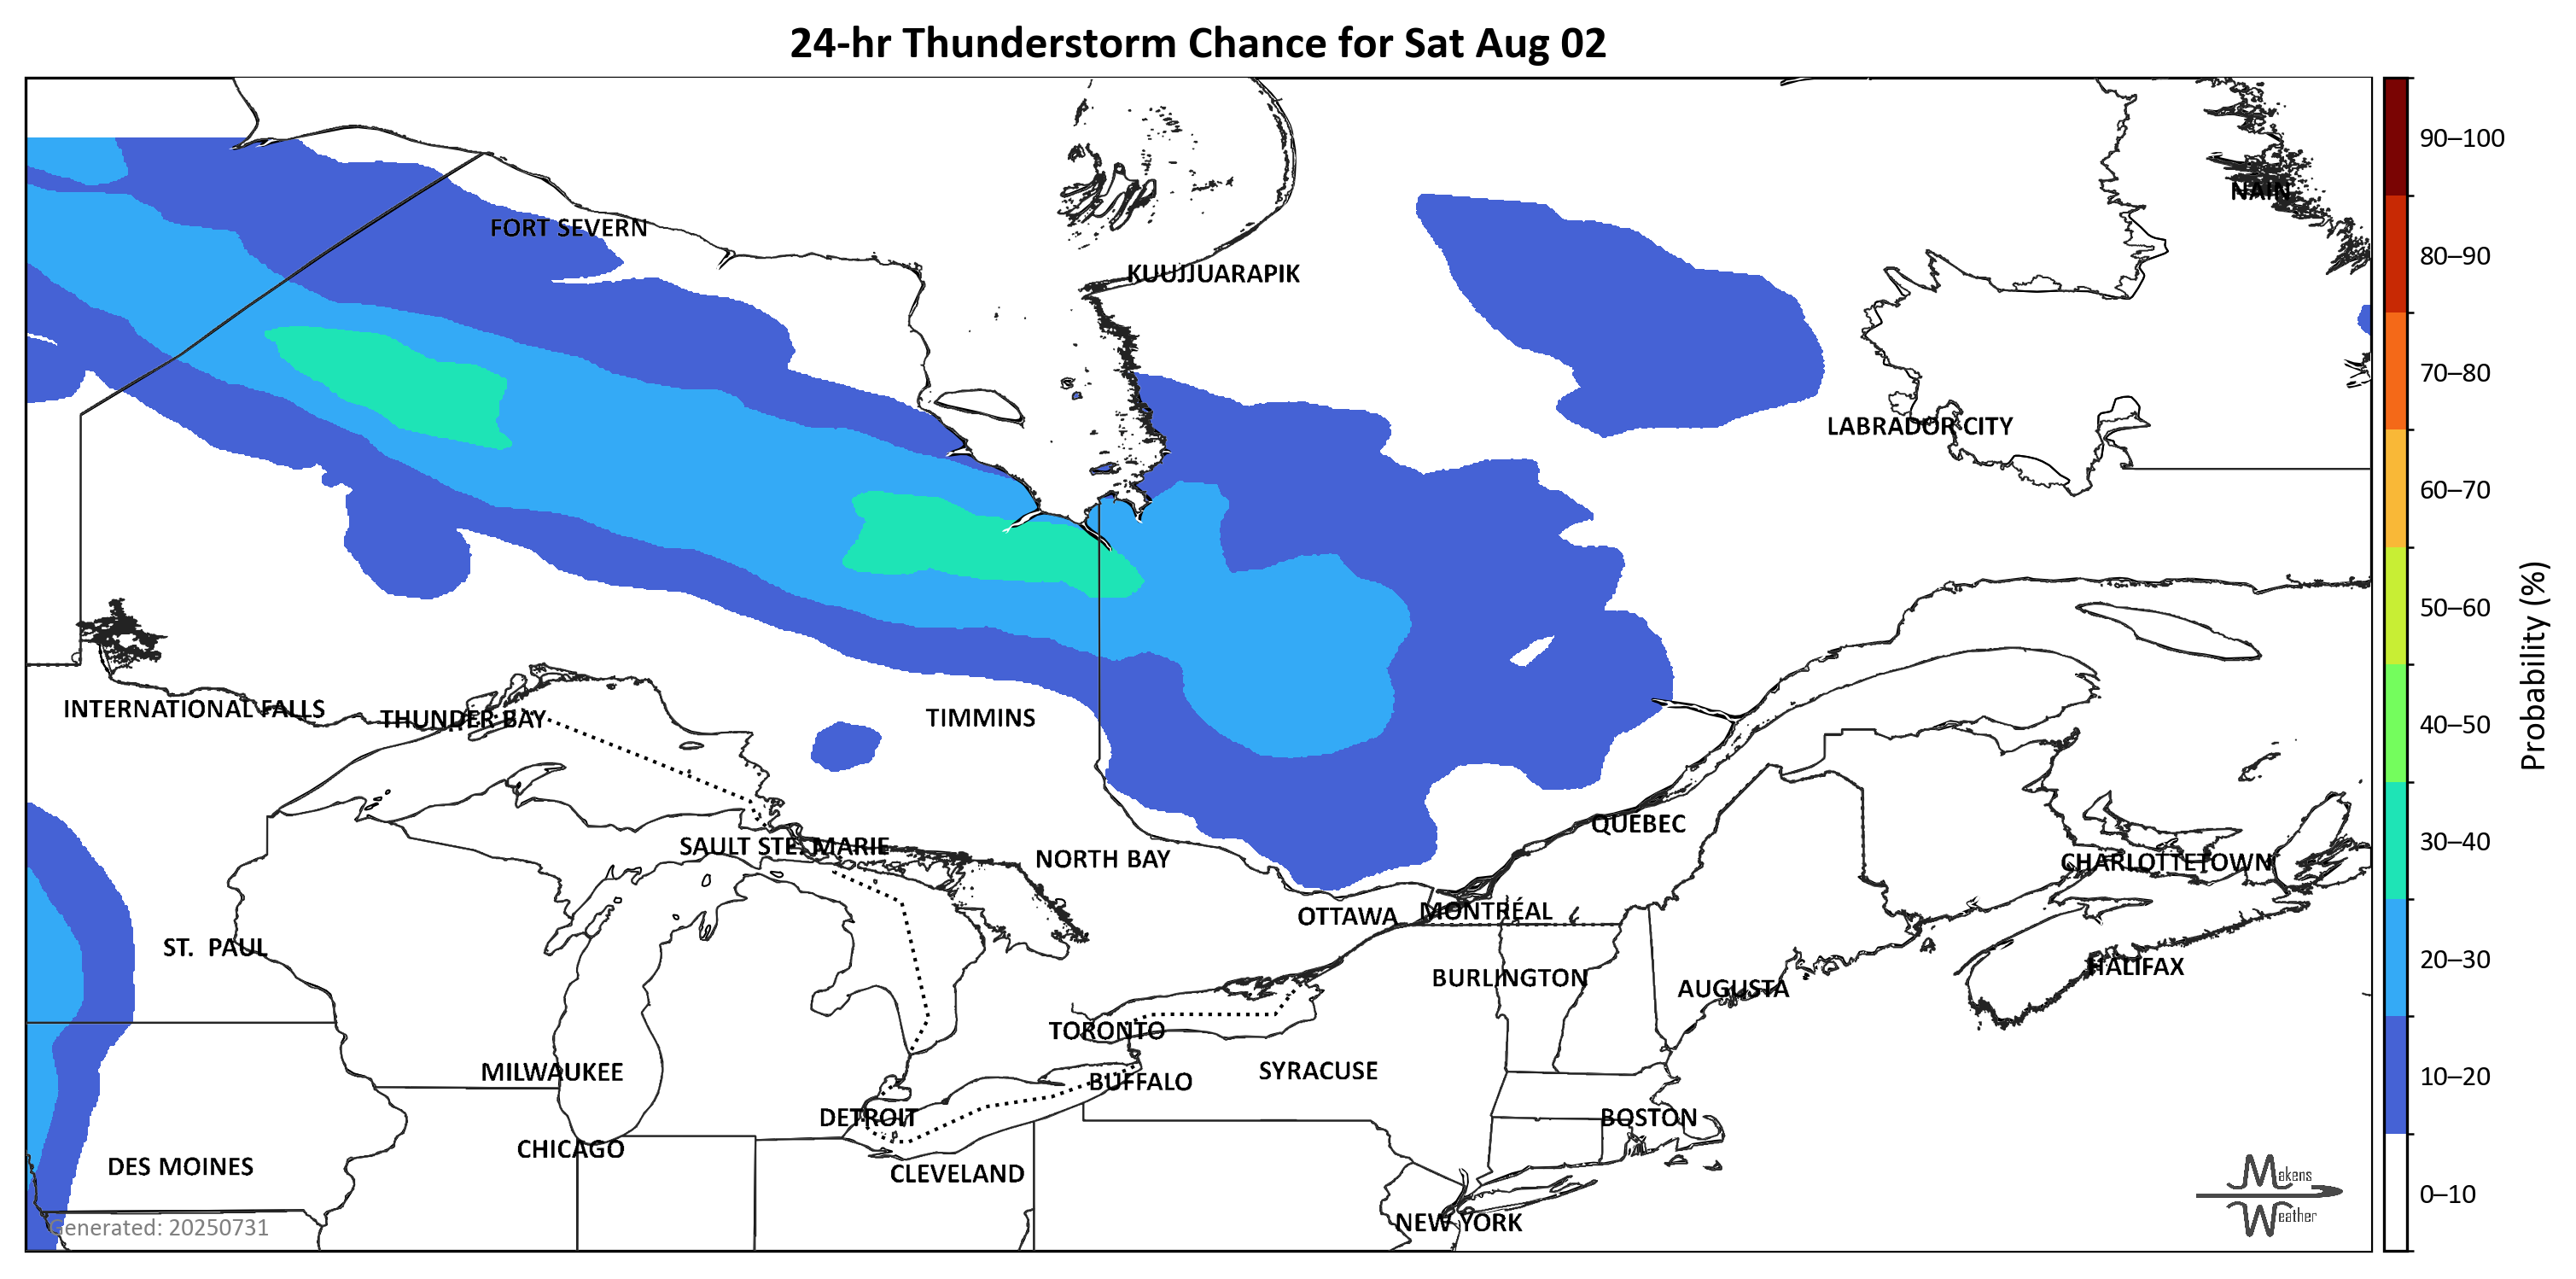 24-hr Thunderstorm Chance for Sat Aug 02
NAIN
FORT SEVERN
KUUJJUARAPIK
LABRADOR CITY
INTERNATIONAL FALLS
THUNDER BAY
TIMMINS
QUEBEC
SAULT STE. MARIE
NORTH BAY
CHARLOTTETOWN
OTTAWA
MONTRÉAL
ST. PAUL
HALIFAX
BURLINGTON
AUGUSTA
TORONTO
MILWAUKEE
SYRACUSE
BUFFALO
DETROIT
BOSTON
CHICAGO
DES MOINES
CLEVELAND
NEW YORK
Generated: 20250731
Makens
Weather
90–100
80–90
70–80
60–70
50–60
40–50
30–40
20–30
10–20
0–10
Probability (%)